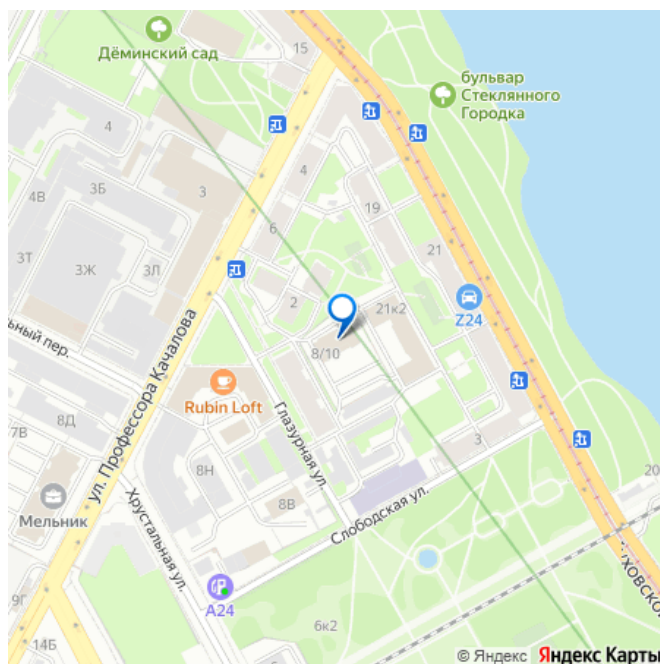 15
Дёминский сад
бульвар
Стеклянного
Городка
4
4
3Б
3
4В
19
6
3Т
3Ж
3Л
21
2
21к2
Z24
ьный пер.
8/10
Rubin Loft
ул. Профессора Качалова
Глазурная ул.
7В
8Д
3
8Н
20
Мельник
8В
Слободская ул.
Хрустальная ул.
уховской
А24
9Г
6к2
14Б
© Яндекс Яндекс Карты